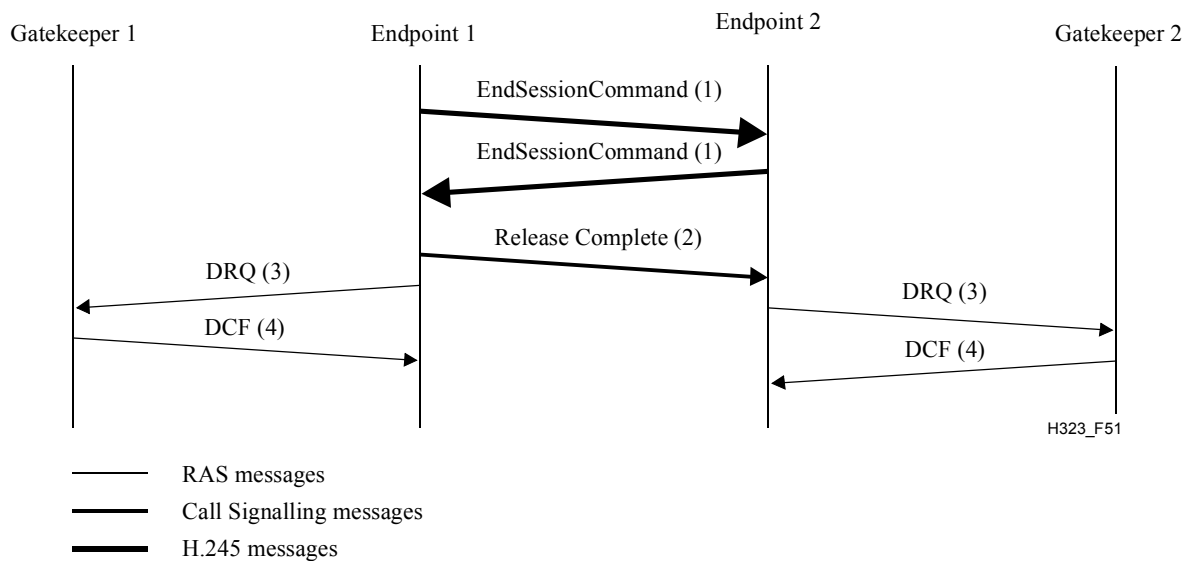 Gatekeeper 1
Endpoint 1
Endpoint 2
Gatekeeper 2
EndSessionCommand (1)
EndSessionCommand (1)
Release Complete (2)
DRQ (3)
DRQ (3)
DCF (4)
DCF (4)
H323_F51
RAS messages
Call Signalling messages
H.245 messages